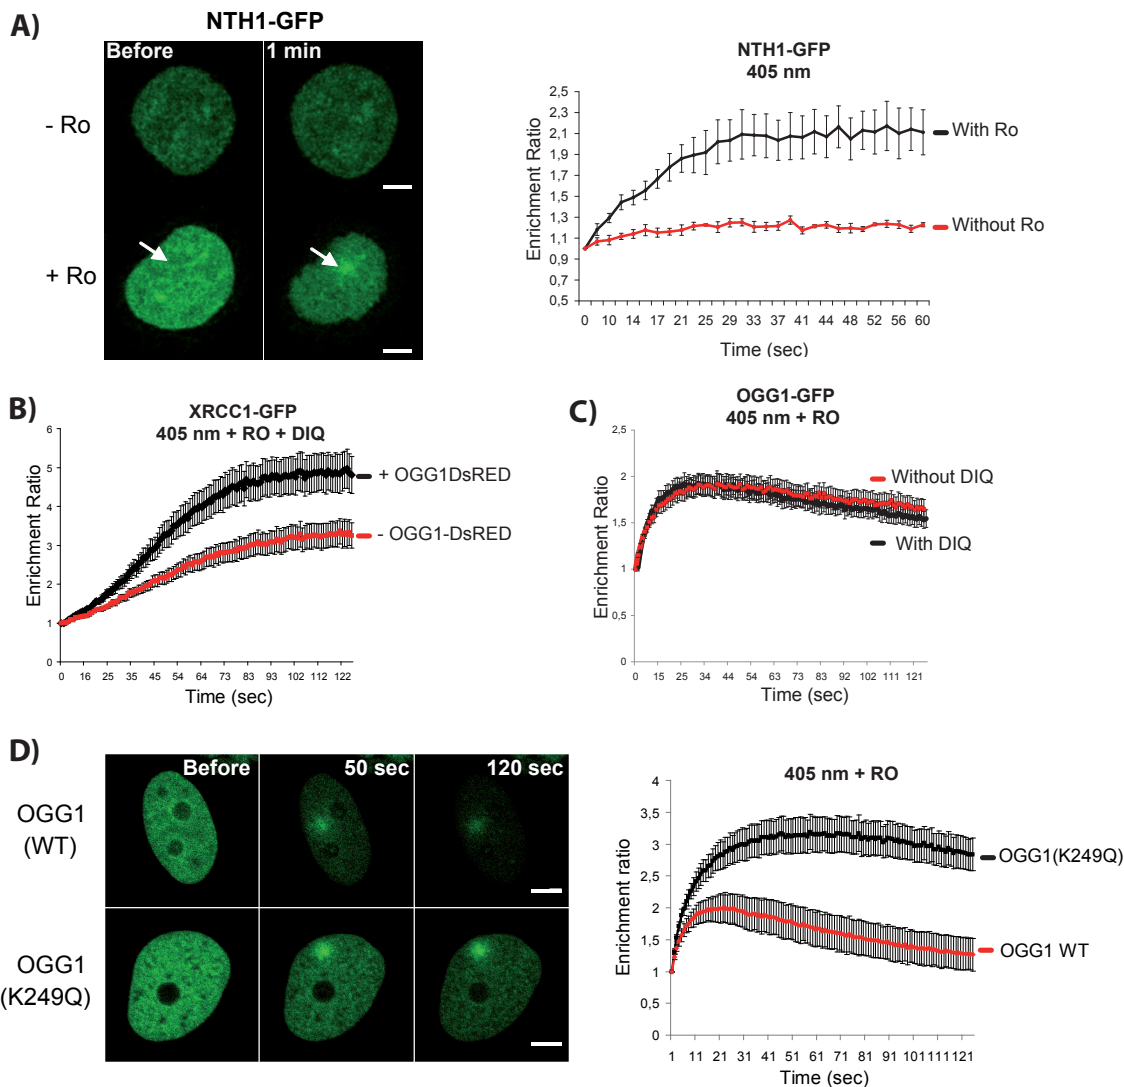 A)
NTH1-GFP
Before
1 min
- Ro
+ Ro
NTH1-GFP
405 nm
Enrichment Ratio
2,5
2,3
2,1
1,9
1,7
1,5
1,3
1,1
0,9
0,7
0,5
With Ro
Without Ro
0 10 14 17 21 25 29 33 37 41 44 48 52 56 60
Time (sec)
B)
XRCC1-GFP
405 nm + RO + DIQ
Enrichment Ratio
6
5
4
3
2
1
0
+ OGG1DsRED
- OGG1-DsRED
0 16 25 35 45 54 64 73 83 93 102 112 122
Time (sec)
C)
OGG1-GFP
405 nm + RO
Enrichment Ratio
2,5
2
1,5
1
0,5
0
Without DIQ
With DIQ
0 15 25 34 44 54 63 73 83 92 102 111 121
Time (sec)
D)
Before
50 sec
120 sec
OGG1
(WT)
OGG1
(K249Q)
405 nm + RO
Enrichment ratio
4
3,5
3
2,5
2
1,5
1
0,5
0
OGG1(K249Q)
OGG1 WT
1 11 21 31 41 51 61 71 81 91 101 111 121
Time (sec)